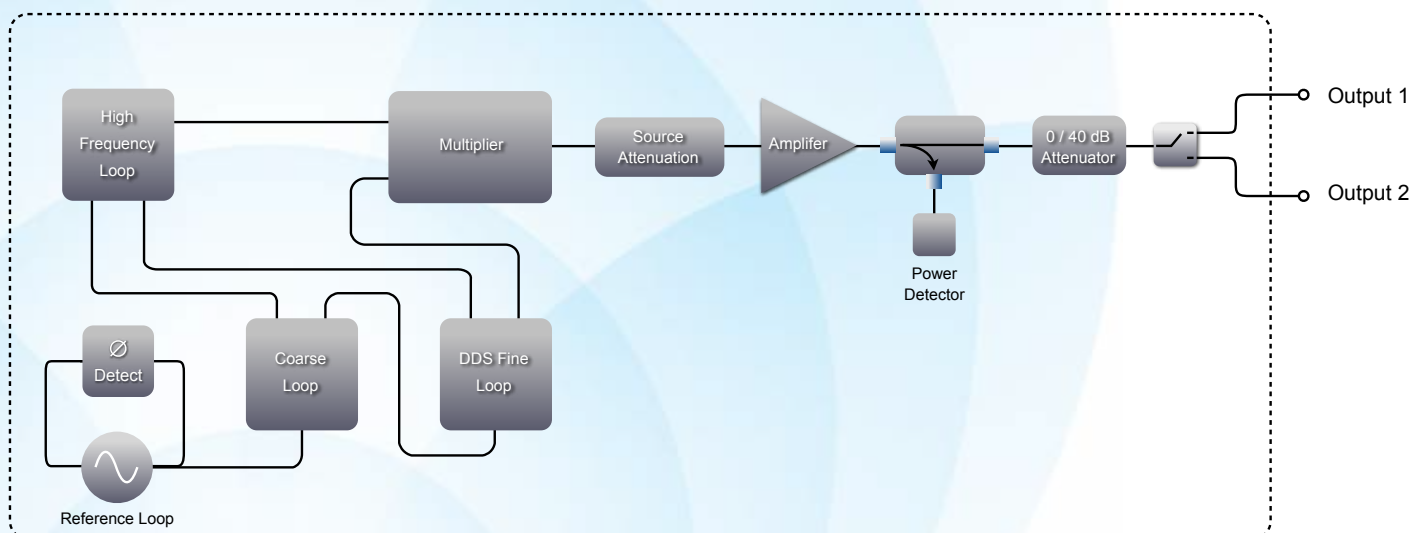 High
Frequency
Loop
Multiplier
Source
Attenuation
Amplifer
0 / 40 dB
Attenuator
Output 1
Output 2
Power
Detector
Ø
Detect
Coarse
Loop
DDS Fine
Loop
Reference Loop